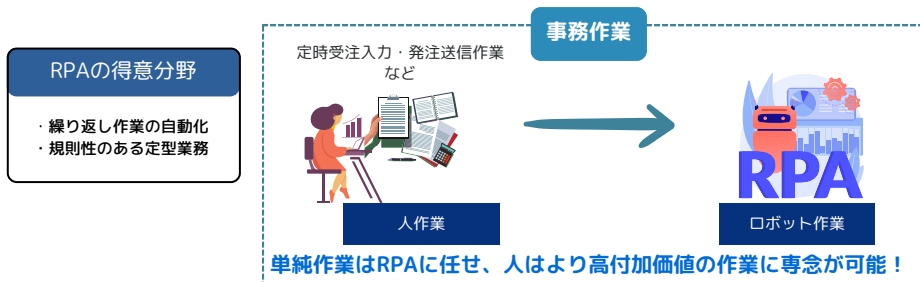 RPAの得意分野
・繰り返し作業の自動化
・規則性のある定型業務
事務作業
定時受注入力・発注送信作業
など
RPA
人作業
ロボット作業
単純作業はRPAに任せ、人はより高付加価値の作業に専念が可能！